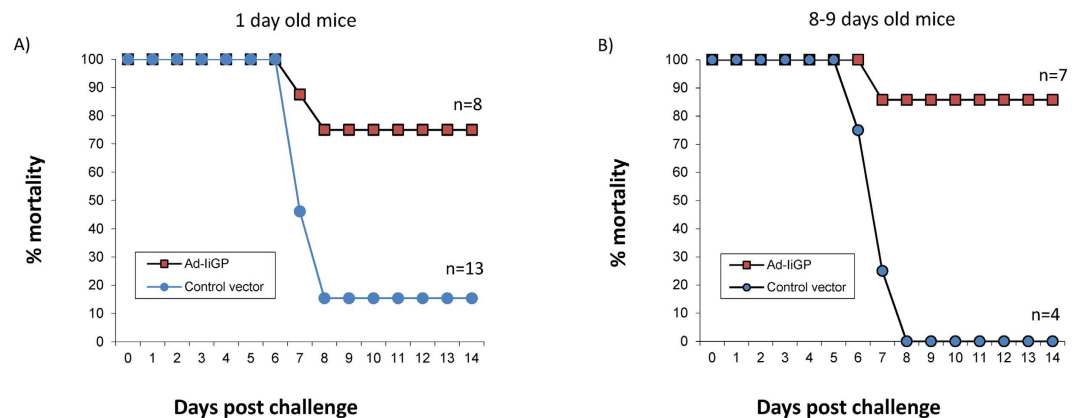 1 day old mice
A)
100
90
80
70
60
50
40
30
20
10
0
% mortality
n=8
n=13
Ad-IiGP
Control vector
0 1 2 3 4 5 6 7 8 9 10 11 12 13 14
Days post challenge
8-9 days old mice
B)
100
90
80
70
60
50
40
30
20
10
0
% mortality
n=7
n=4
Ad-IiGP
Control vector
0 1 2 3 4 5 6 7 8 9 10 11 12 13 14
Days post challenge